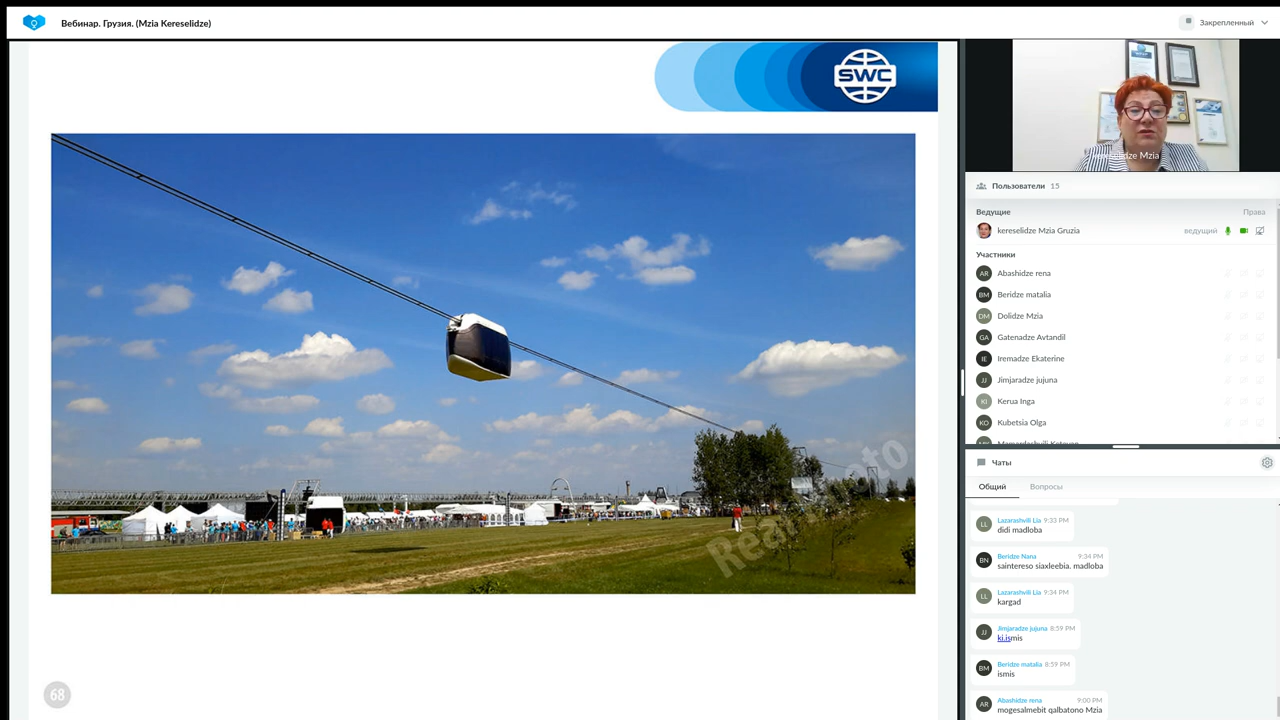 Вебинар. Грузия. (Mzia Kereselidze)
Закрепленный
SWC
Real Photo
68
Mzia
Пользователи 15
Ведущие Права
kereselidze Mzia Gruzia ведущий
Участники
AR Abashidze rena
BM Beridze matalia
DM Dolidze Mzia
GA Gatenadze Avtandil
IE Iremadze Ekaterine
JJ Jimjaradze jujuna
KI Kerua Inga
KO Kubetsia Olga
Чаты
Общий Вопросы
LL Lazarashvili Lia 9:33 PM
didi madloba
BN Beridze Nana 9:34 PM
saintereso siaxleebia. madloba
LL Lazarashvili Lia 9:34 PM
kargad
JJ Jimjaradze jujuna 8:59 PM
ki.ismis
BM Beridze matalia 8:59 PM
ismis
AR Abashidze rena 9:00 PM
mogesalmebit qalbatono Mzia